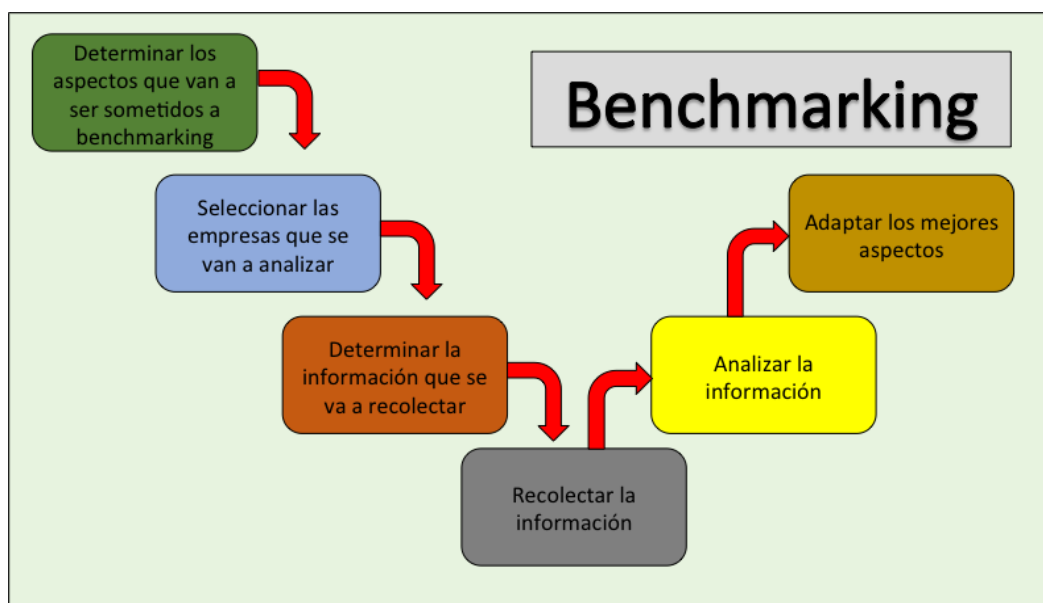 Benchmarking
Determinar los
aspectos que van a
ser sometidos a
benchmarking
Seleccionar las
empresas que se
van a analizar
Determinar la
información que se
va a recolectar
Recolectar la
información
Analizar la
información
Adaptar los mejores
aspectos